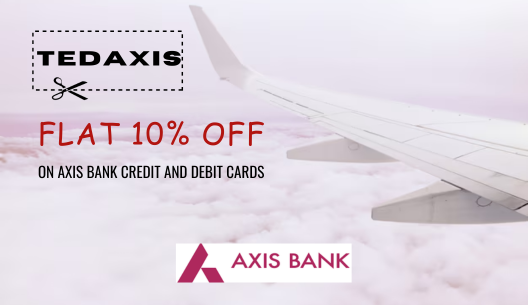 TEDAXIS
FLAT 10% OFF
ON AXIS BANK CREDIT AND DEBIT CARDS
AXIS BANK